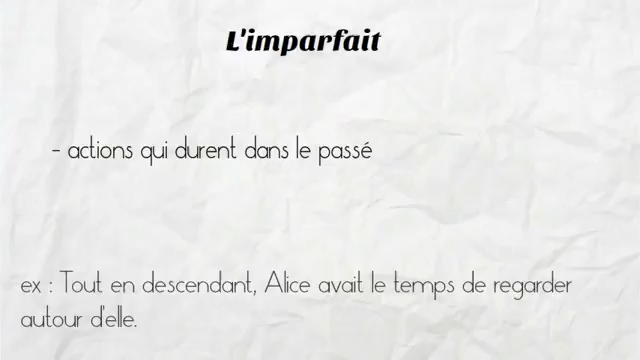 L'imparfait
- actions qui durent dans le passé
ex : Tout en descendant, Alice avait le temps de regarder
autour d'elle.